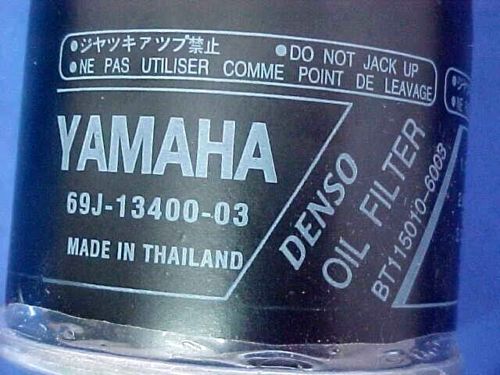 ●ジヤツキアツプ禁止 ●DO NOT JACK UP
●NE PAS UTILISER COMME POINT DE LEAVAGE
YAMAHA
69J-13400-03
MADE IN THAILAND
DENSO
OIL FILTER
BT115010-6003